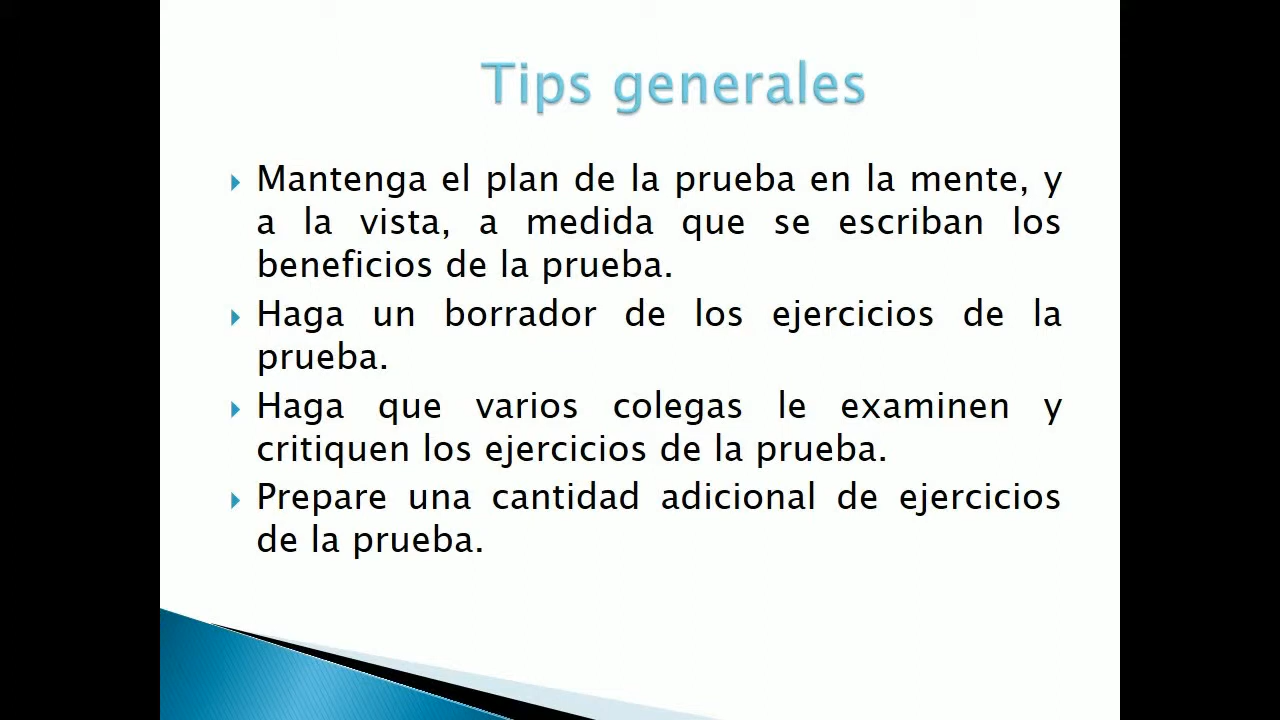 Tips generales
Mantenga el plan de la prueba en la mente, y
a la vista, a medida que se escriban los
beneficios de la prueba.
Haga un borrador de los ejercicios de la
prueba.
Haga que varios colegas le examinen y
critiquen los ejercicios de la prueba.
Prepare una cantidad adicional de ejercicios
de la prueba.